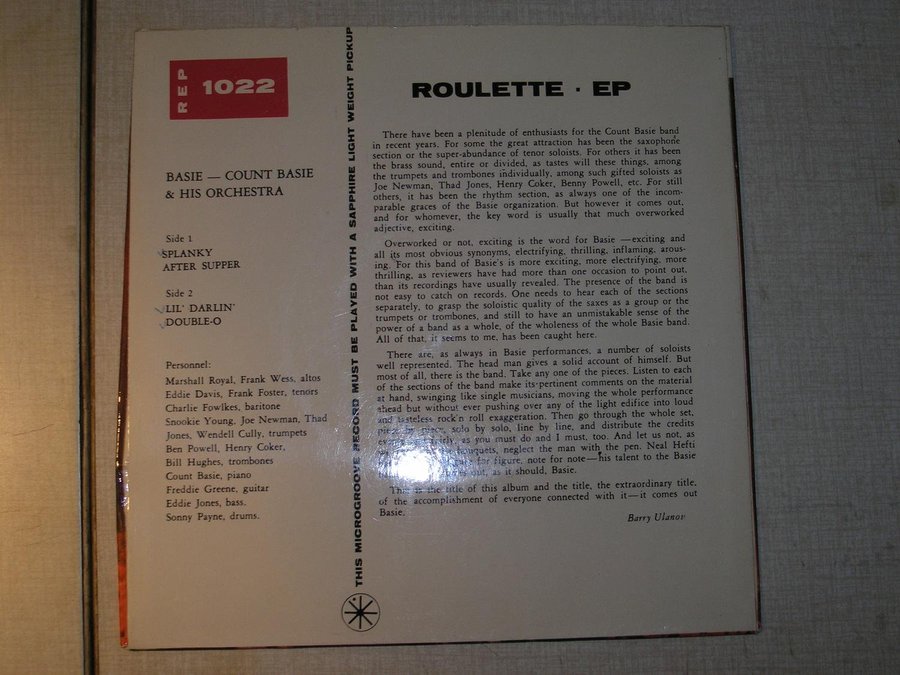 REP 1022
BASIE — COUNT BASIE
& HIS ORCHESTRA
Side 1
SPLANKY
AFTER SUPPER
Side 2
LIL' DARLIN'
DOUBLE-O
Personnel:
Marshall Royal, Frank Wess, altos
Eddie Davis, Frank Foster, tenors
Charlie Fowlkes, baritone
Snookie Young, Joe Newman, Thad
Jones, Wendell Cully, trumpets
Ben Powell, Henry Coker,
Bill Hughes, trombones
Count Basie, piano
Freddie Greene, guitar
Eddie Jones, bass.
Sonny Payne, drums.
THIS MICROGROOVE RECORD MUST BE PLAYED WITH A SAPPHIRE LIGHT WEIGHT PICKUP
ROULETTE · EP
There have been a plenitude of enthusiasts for the Count Basie band
in recent years. For some the great attraction has been the saxophone
section or the super-abundance of tenor soloists. For others it has been
the brass sound, entire or divided, as tastes will these things, among
the trumpets and trombones individually, among such gifted soloists as
Joe Newman, Thad Jones, Henry Coker, Benny Powell, etc. For still
others, it has been the rhythm section, as always one of the incom-
parable graces of the Basie organization. But however it comes out,
and for whomever, the key word is usually that much overworked
adjective, exciting.
Overworked or not, exciting is the word for Basie —exciting and
all its most obvious synonyms, electrifying, thrilling, inflaming, arous-
ing. For this band of Basie's is more exciting, more electrifying, more
thrilling, as reviewers have had more than one occasion to point out,
than its recordings have usually revealed. The presence of the band is
not easy to catch on records. One needs to hear each of the sections
separately, to grasp the soloistic quality of the saxes as a group or the
trumpets or trombones, and still to have an unmistakable sense of the
power of a band as a whole, of the wholeness of the whole Basie band.
All of that, it seems to me, has been caught here.
There are, as always in Basie performances, a number of soloists
well represented. The head man gives a solid account of himself. But
most of all, there is the band. Take any one of the pieces. Listen to each
of the sections of the band make its pertinent comments on the material
at hand, swinging like single musicians, moving the whole performance
ahead but without ever pushing over any of the light edifice into loud
and tasteless rock'n roll exaggeration. Then go through the whole set,
piece by piece, solo by solo, line by line, and distribute the credits
as you must do and I must, too. And let us not, as
bouquets, neglect the man with the pen. Neal Hefti
for figure, note for note—his talent to the Basie
out, as it should, Basie.
This is the title of this album and the title, the extraordinary title,
of the accomplishment of everyone connected with it—it comes out
Basie.
Barry Ulanov